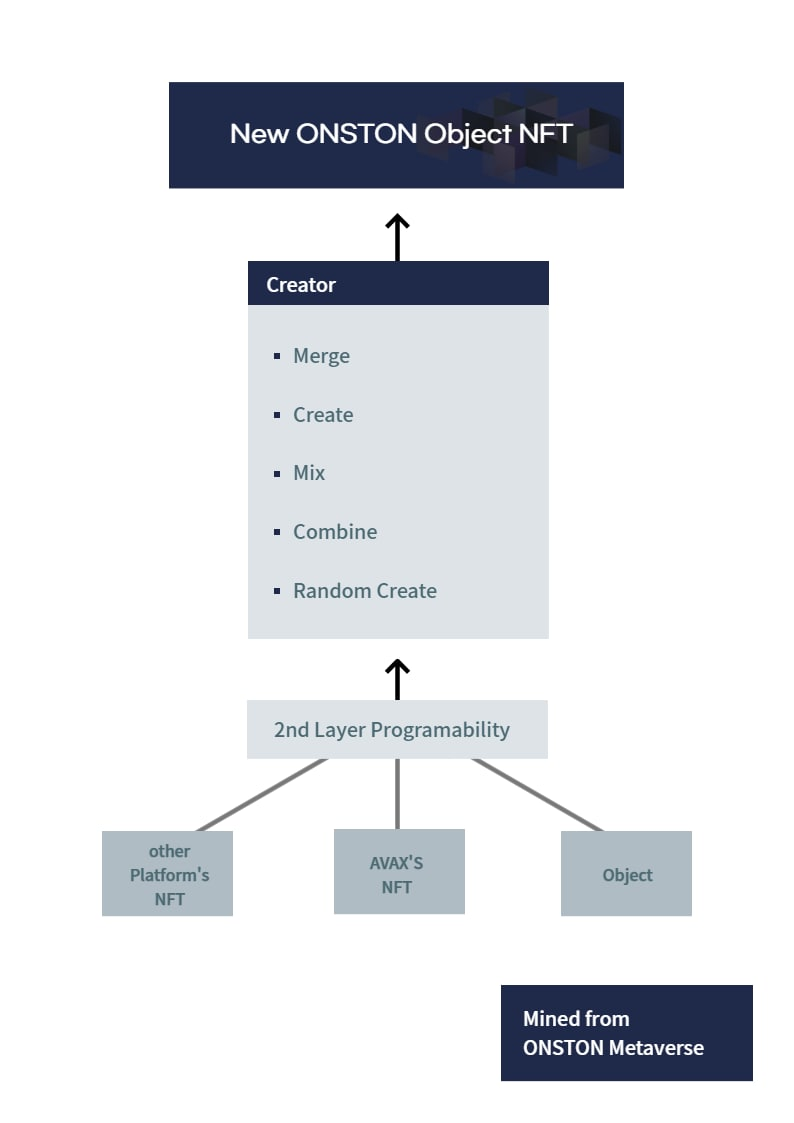 New ONSTON Object NFT
Creator
Merge
Create
Mix
Combine
Random Create
2nd Layer Programability
other
Platform's
NFT
AVAX'S
NFT
Object
Mined from
ONSTON Metaverse